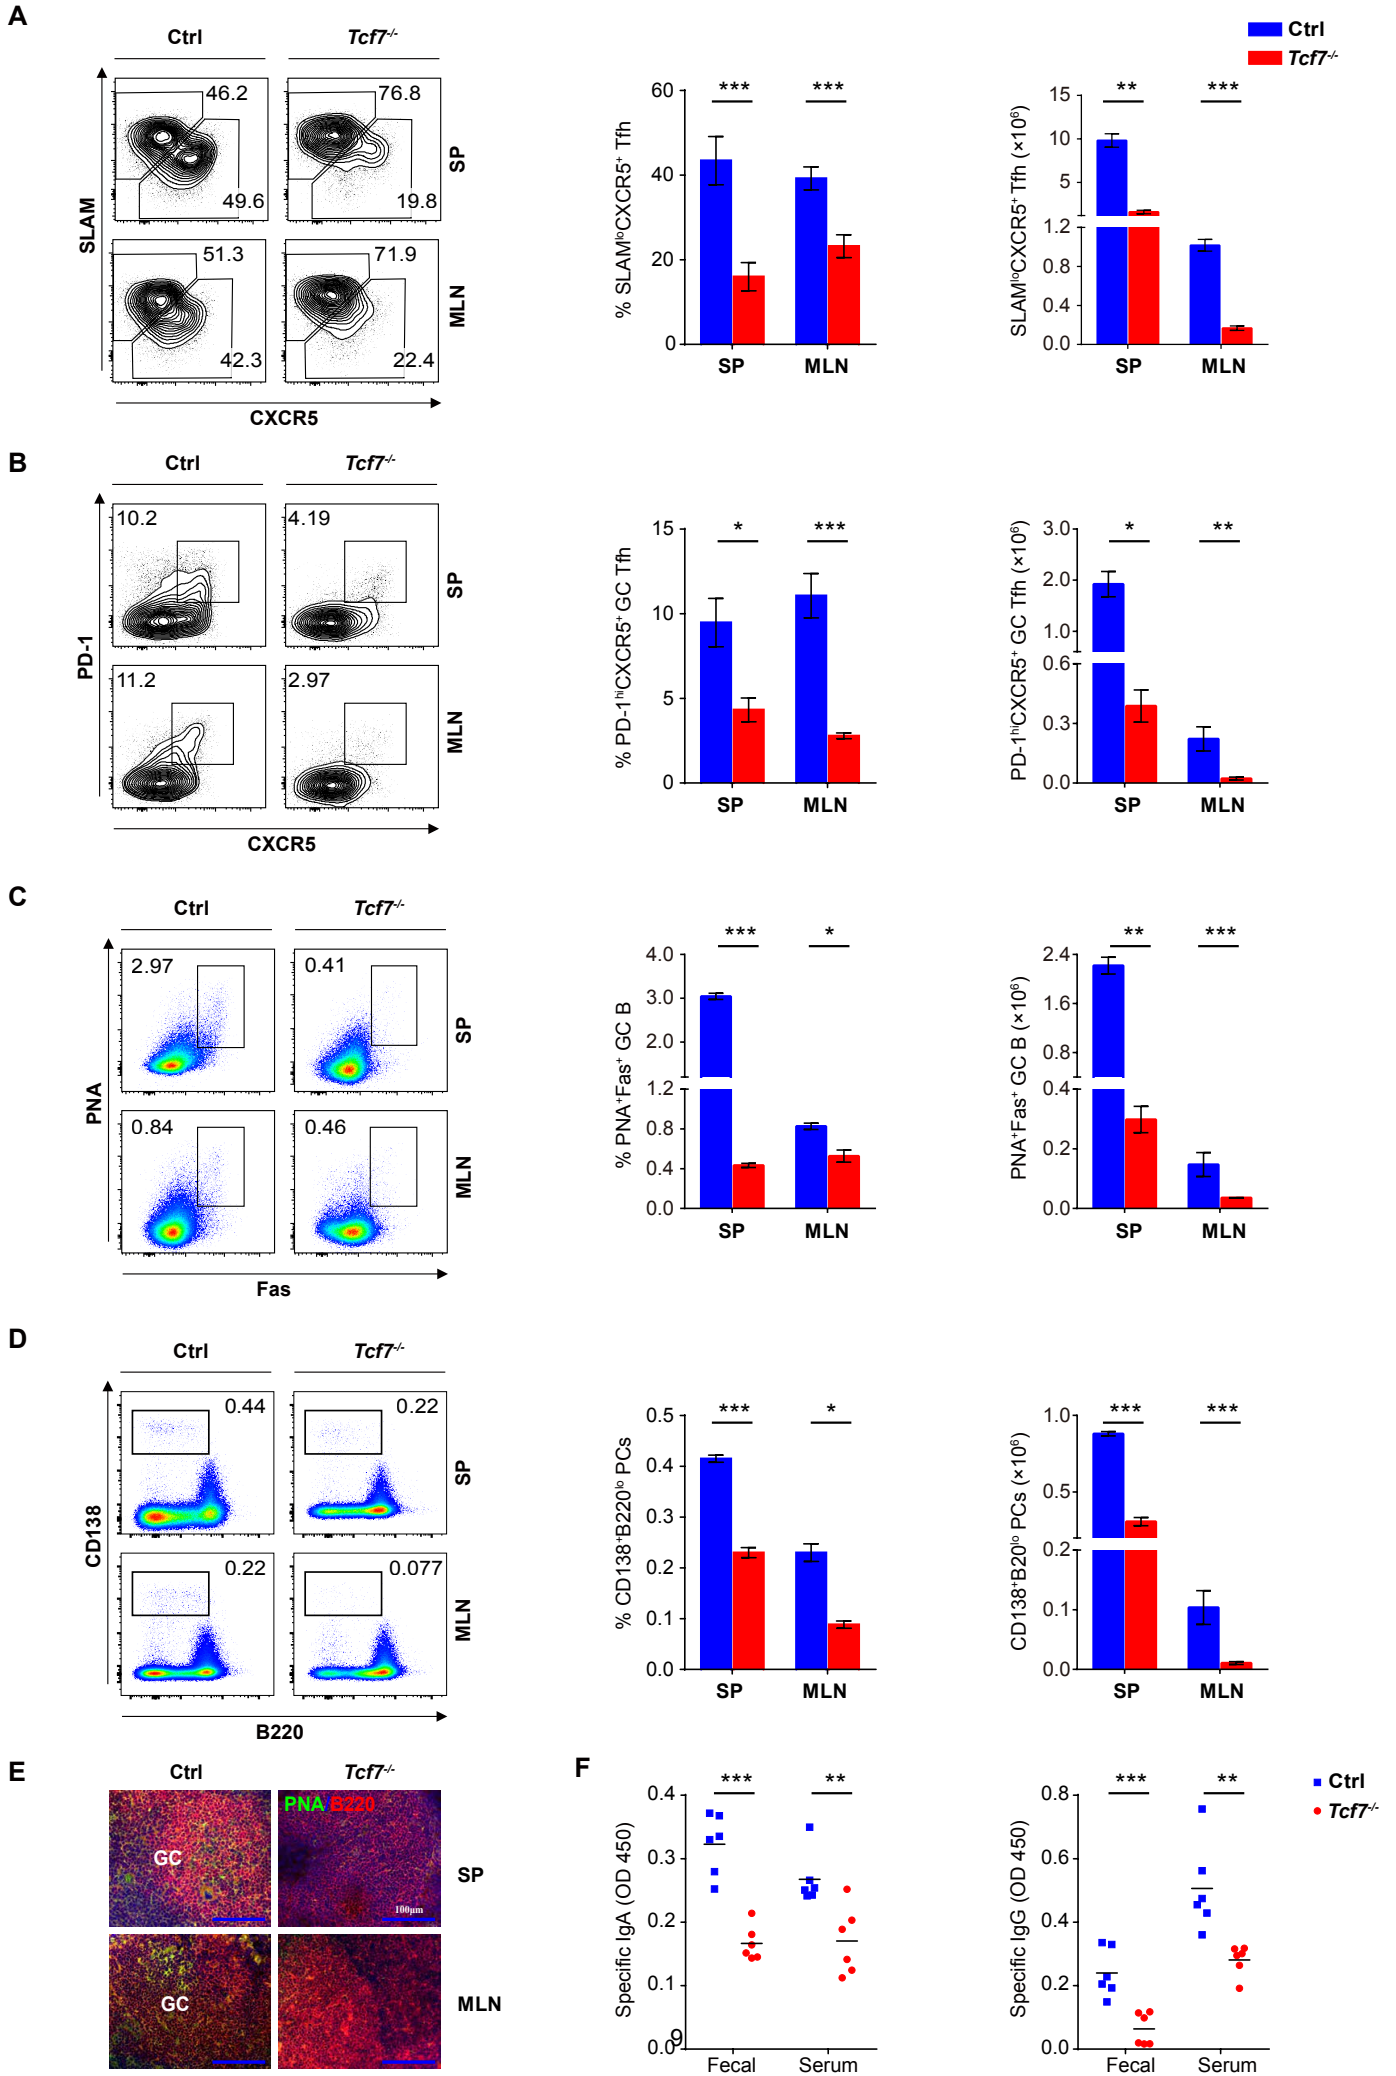 A
Ctrl
Tcf7-/-
SLAM
46.2
76.8
49.6
19.8
SP
51.3
71.9
42.3
22.4
MLN
CXCR5
% SLAMloCXCR5+ Tfh
60
40
20
0
***
***
SP
MLN
Ctrl
Tcf7-/-
SLAMloCXCR5+ Tfh (×10⁶)
15
10
5
1.2
0.8
0.4
0.0
**
***
SP
MLN
B
Ctrl
Tcf7-/-
PD-1
10.2
4.19
SP
11.2
2.97
MLN
CXCR5
% PD-1hiCXCR5+ GC Tfh
15
10
5
0
*
***
SP
MLN
PD-1hiCXCR5+ GC Tfh (×10⁶)
3.0
2.0
1.0
0.6
0.3
0.0
*
**
SP
MLN
C
Ctrl
Tcf7-/-
PNA
2.97
0.41
SP
0.84
0.46
MLN
Fas
% PNA+Fas+ GC B
4.0
3.0
2.0
1.2
0.8
0.4
0.0
***
*
SP
MLN
PNA+Fas+ GC B (×10⁶)
2.4
1.6
0.8
0.4
0.2
0.0
**
***
SP
MLN
D
Ctrl
Tcf7-/-
CD138
0.44
0.22
SP
0.22
0.077
MLN
B220
% CD138+B220lo PCs
0.5
0.4
0.3
0.2
0.1
0.0
***
*
SP
MLN
CD138+B20lo PCs (×10⁶)
1.0
0.5
0.2
0.1
0.0
***
***
SP
MLN
E
Ctrl
Tcf7-/-
GC
PNA B220
100μm
SP
GC
MLN
F
Specific IgA (OD 450)
0.4
0.3
0.2
0.1
0.0
9
***
**
Fecal
Serum
Specific IgG (OD 450)
0.8
0.6
0.4
0.2
0.0
***
**
Fecal
Serum
Ctrl
Tcf7-/-